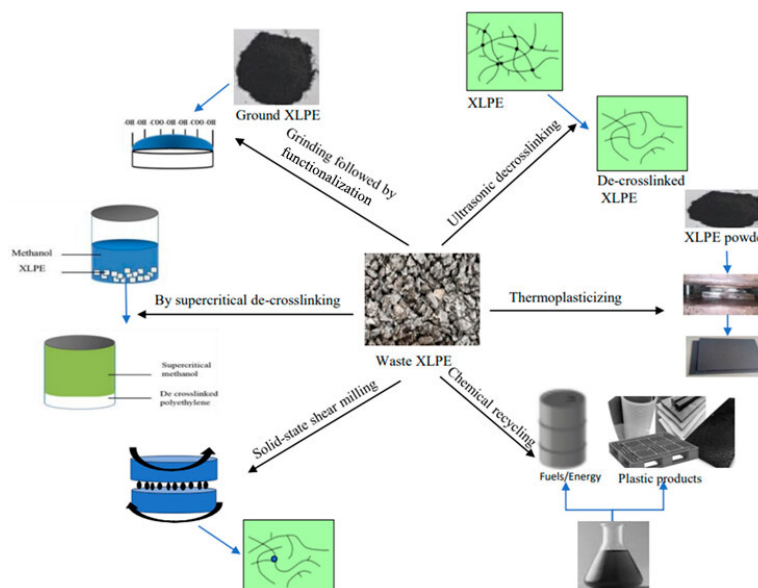 XLPE
De-crosslinked
XLPE
·OH ·OH ·COO ·OH ·OH ·COO ·OH
Ground XLPE
Grinding followed by
functionalization
Ultrasonic decrosslinking
XLPE powder
Methanol
XLPE
By supercritical de-crosslinking
Thermoplasticizing
Waste XLPE
Supercritical
methanol
De crosslinked
polyethylene
Solid-state shear milling
Chemical recycling
Fuels/Energy
Plastic products